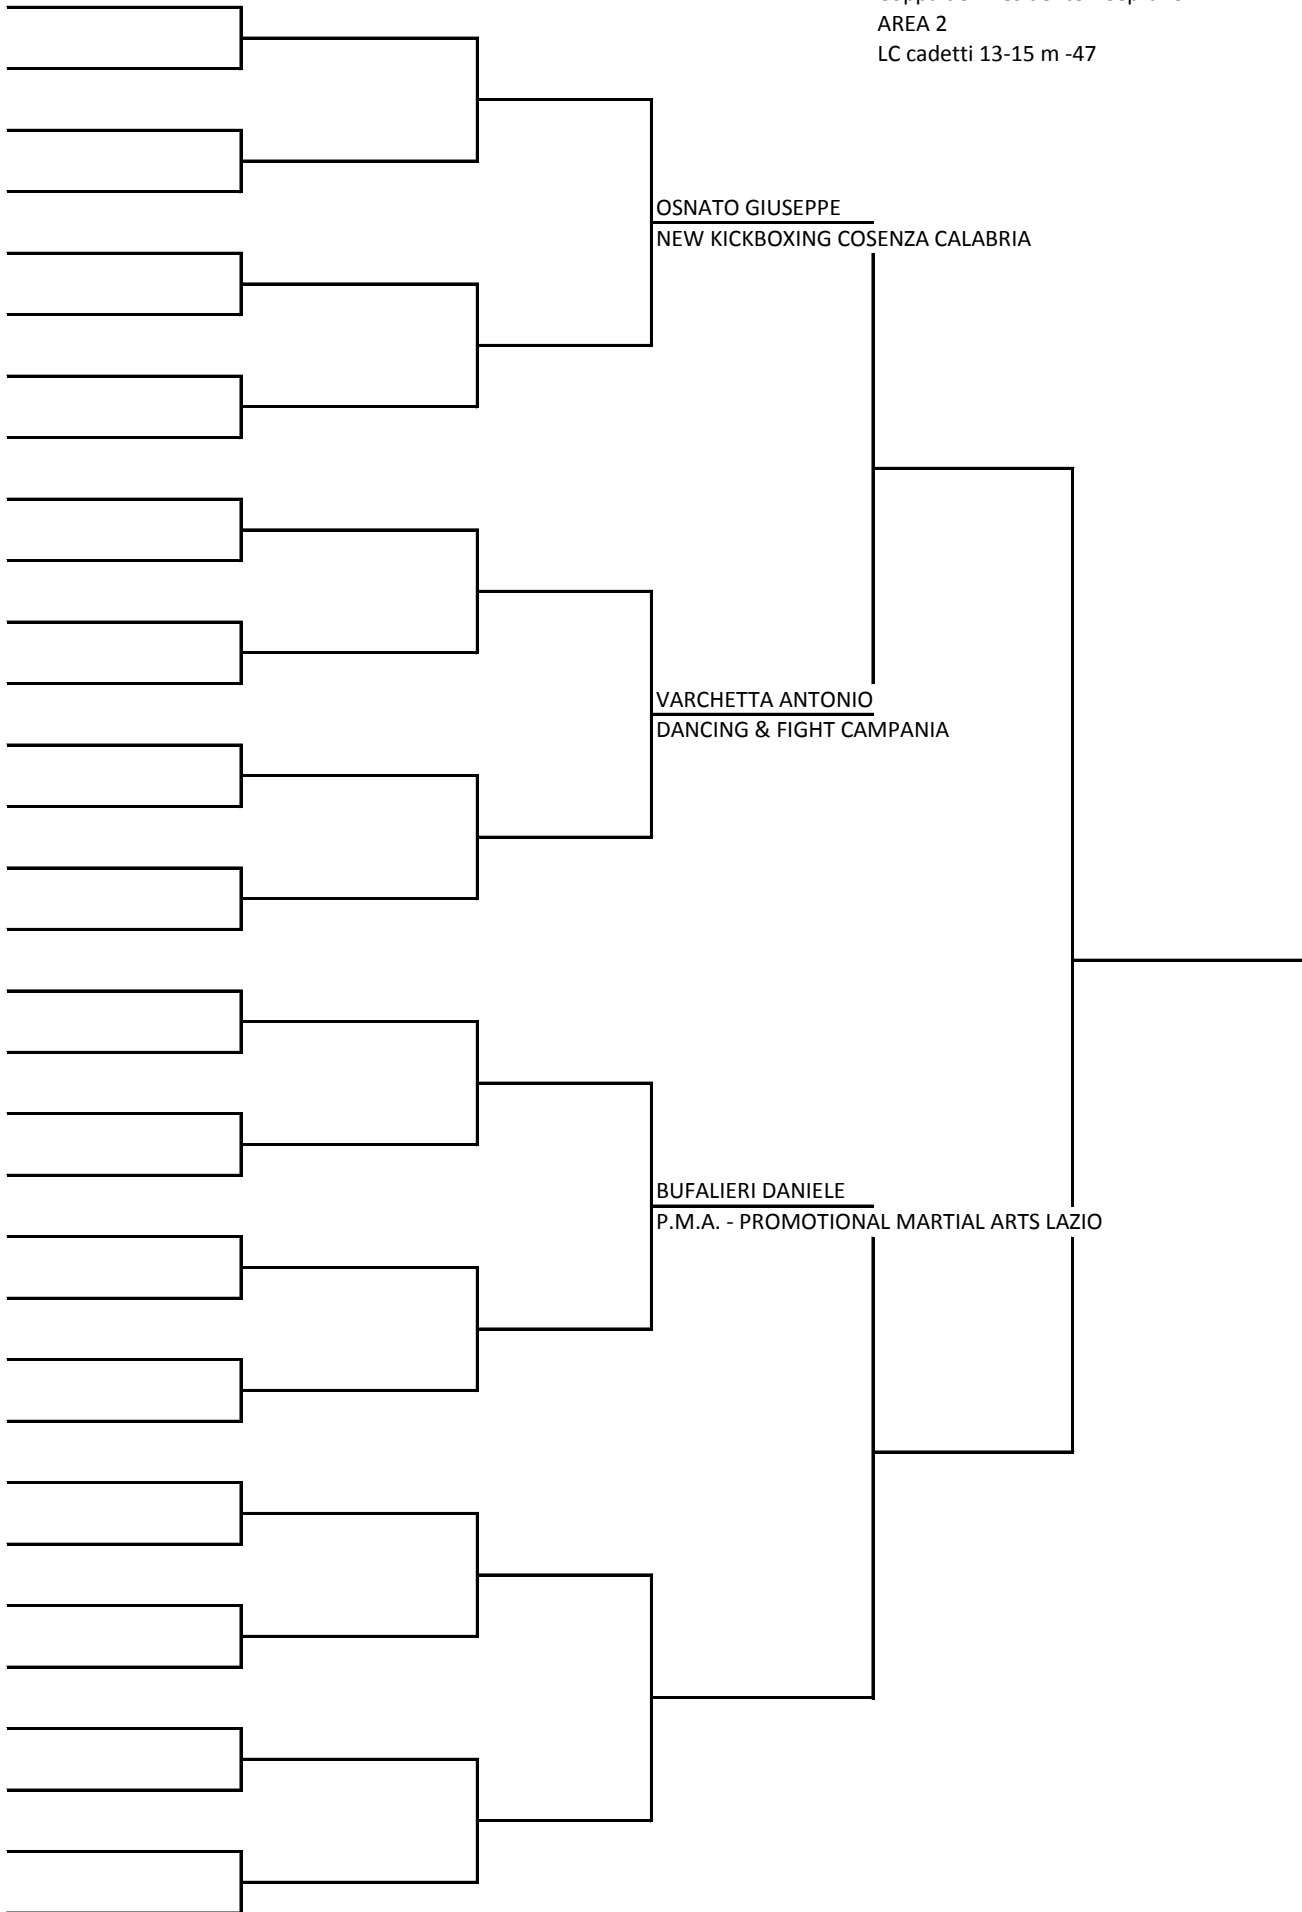 AREA 2
LC cadetti 13-15 m -47
OSNATO GIUSEPPE
NEW KICKBOXING COSENZA CALABRIA
VARCHETTA ANTONIO
DANCING & FIGHT CAMPANIA
BUFALIERI DANIELE
P.M.A. - PROMOTIONAL MARTIAL ARTS LAZIO